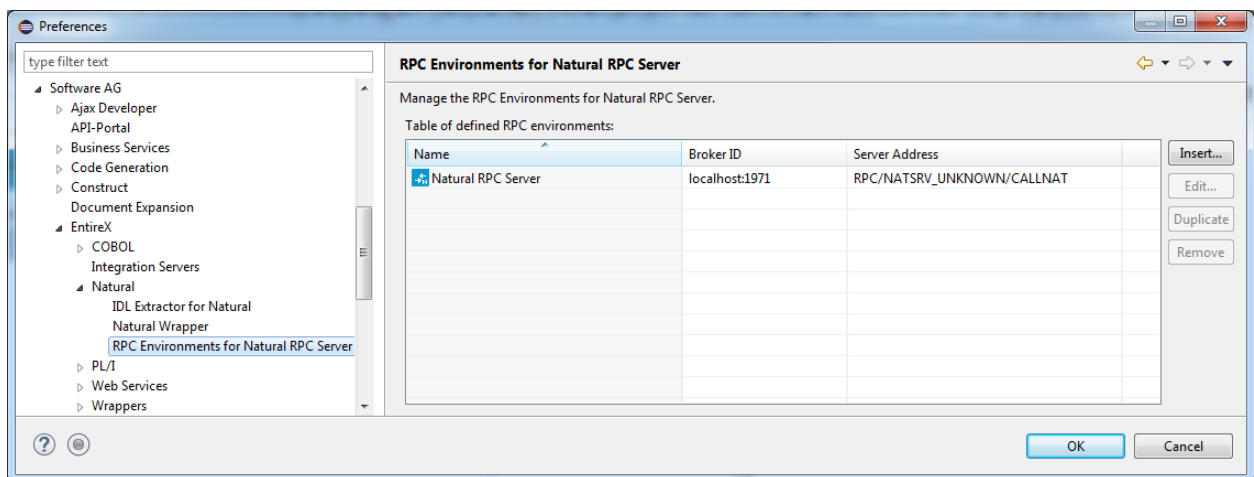 Preferences
type filter text
Software AG
Ajax Developer
API-Portal
Business Services
Code Generation
Construct
Document Expansion
EntireX
COBOL
Integration Servers
Natural
IDL Extractor for Natural
Natural Wrapper
RPC Environments for Natural RPC Server
PL/I
Web Services
Wrappers
RPC Environments for Natural RPC Server
Manage the RPC Environments for Natural RPC Server.
Table of defined RPC environments:
Name Broker ID Server Address
Natural RPC Server localhost:1971 RPC/NATSRV_UNKNOWN/CALLNAT
Insert...
Edit...
Duplicate
Remove
OK Cancel